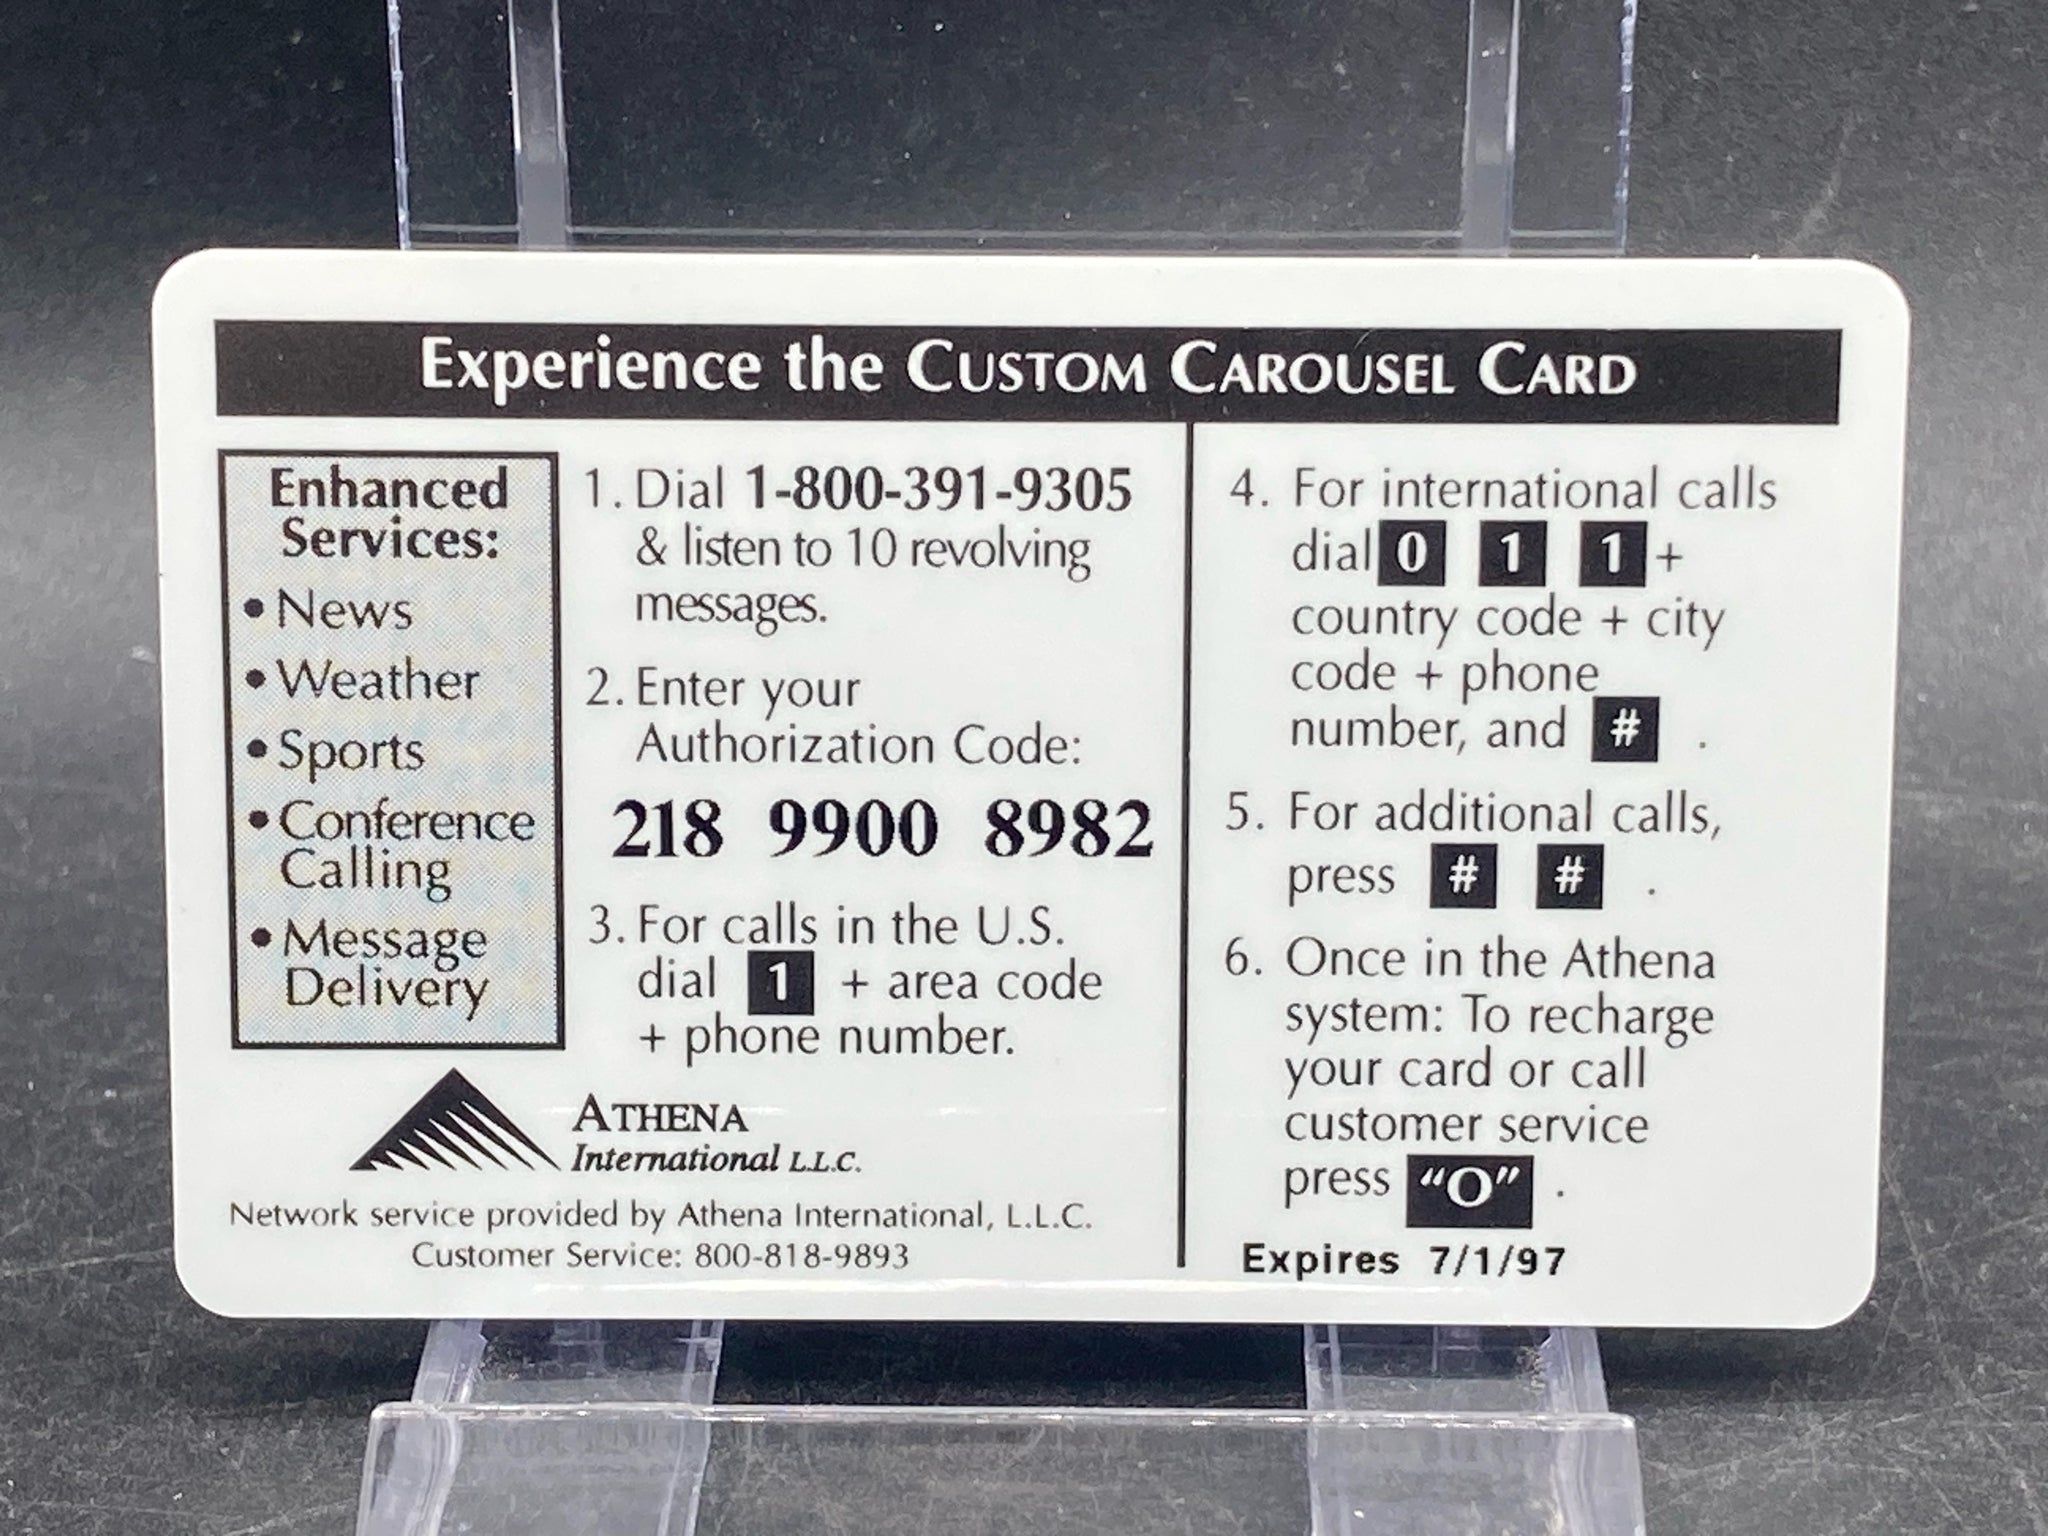 Experience the CUSTOM CAROUSEL CARD
Enhanced
Services:
• News
• Weather
• Sports
• Conference
Calling
• Message
Delivery
1. Dial 1-800-391-9305
& listen to 10 revolving
messages.
2. Enter your
Authorization Code:
218 9900 8982
3. For calls in the U.S.
dial 1 + area code
+ phone number.
ATHENA
International L.L.C.
Network service provided by Athena International, L.L.C.
Customer Service: 800-818-9893
4. For international calls
dial 0 1 1 +
country code + city
code + phone
number, and # .
5. For additional calls,
press # # .
6. Once in the Athena
system: To recharge
your card or call
customer service
press "O" .
Expires 7/1/97